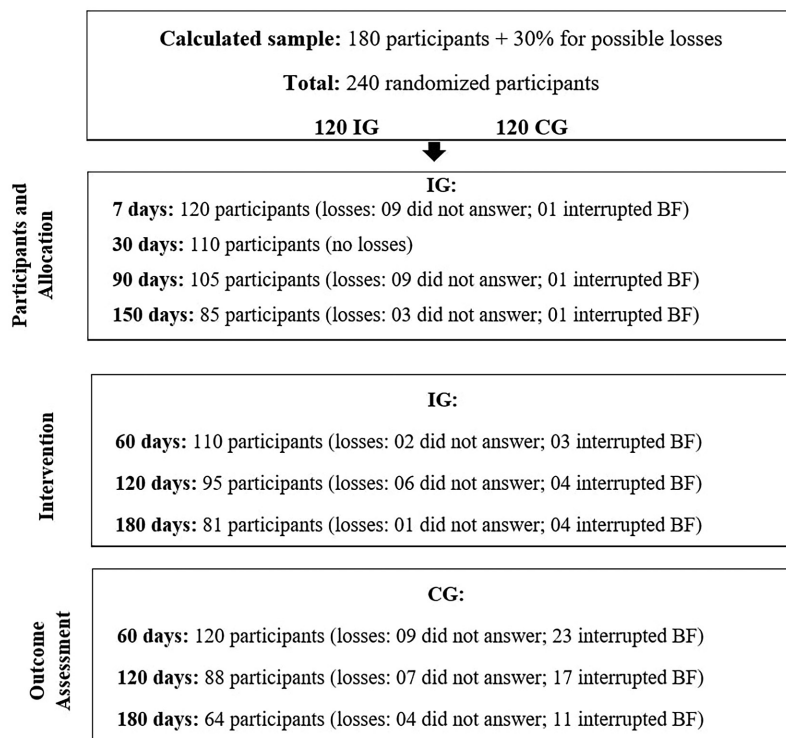 Calculated sample: 180 participants + 30% for possible losses
Total: 240 randomized participants
120 IG 120 CG
Participants and
Allocation
IG:
7 days: 120 participants (losses: 09 did not answer; 01 interrupted BF)
30 days: 110 participants (no losses)
90 days: 105 participants (losses: 09 did not answer; 01 interrupted BF)
150 days: 85 participants (losses: 03 did not answer; 01 interrupted BF)
Intervention
IG:
60 days: 110 participants (losses: 02 did not answer; 03 interrupted BF)
120 days: 95 participants (losses: 06 did not answer; 04 interrupted BF)
180 days: 81 participants (losses: 01 did not answer; 04 interrupted BF)
Outcome
Assessment
CG:
60 days: 120 participants (losses: 09 did not answer; 23 interrupted BF)
120 days: 88 participants (losses: 07 did not answer; 17 interrupted BF)
180 days: 64 participants (losses: 04 did not answer; 11 interrupted BF)